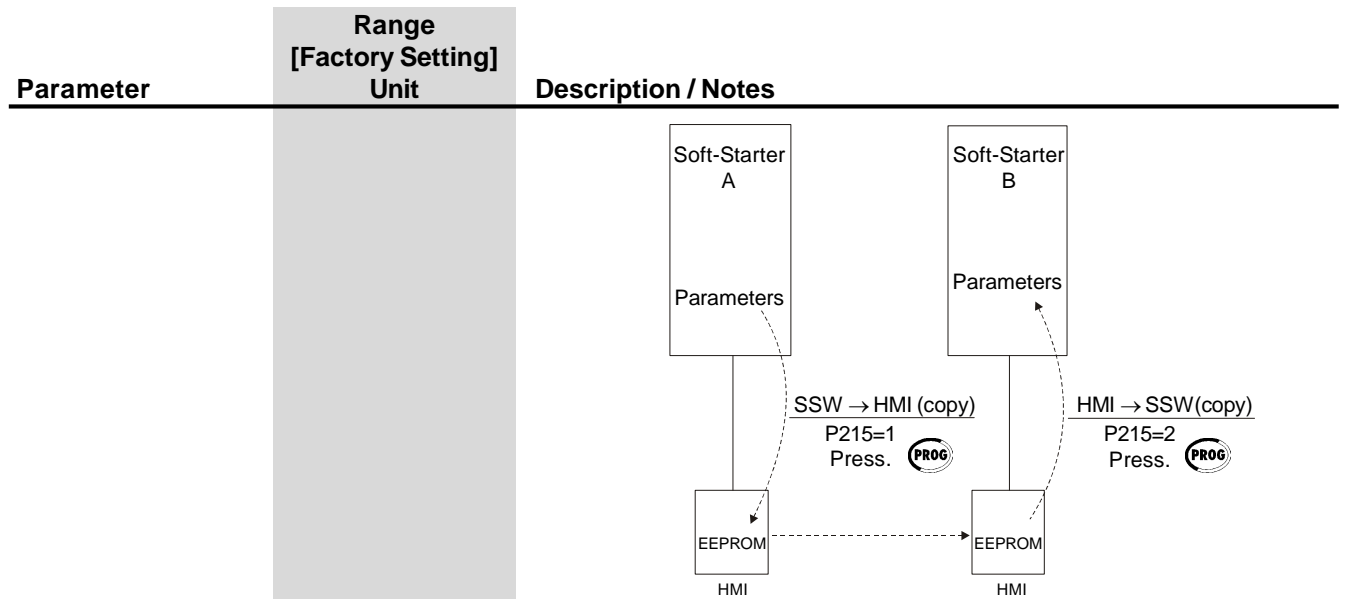 Range
[Factory Setting]
Parameter Unit Description / Notes
Soft-Starter
A
Parameters
Soft-Starter
B
Parameters
SSW → HMI (copy)
P215=1
Press. PROG
HMI → SSW(copy)
P215=2
Press. PROG
EEPROM
HMI
EEPROM
HMI